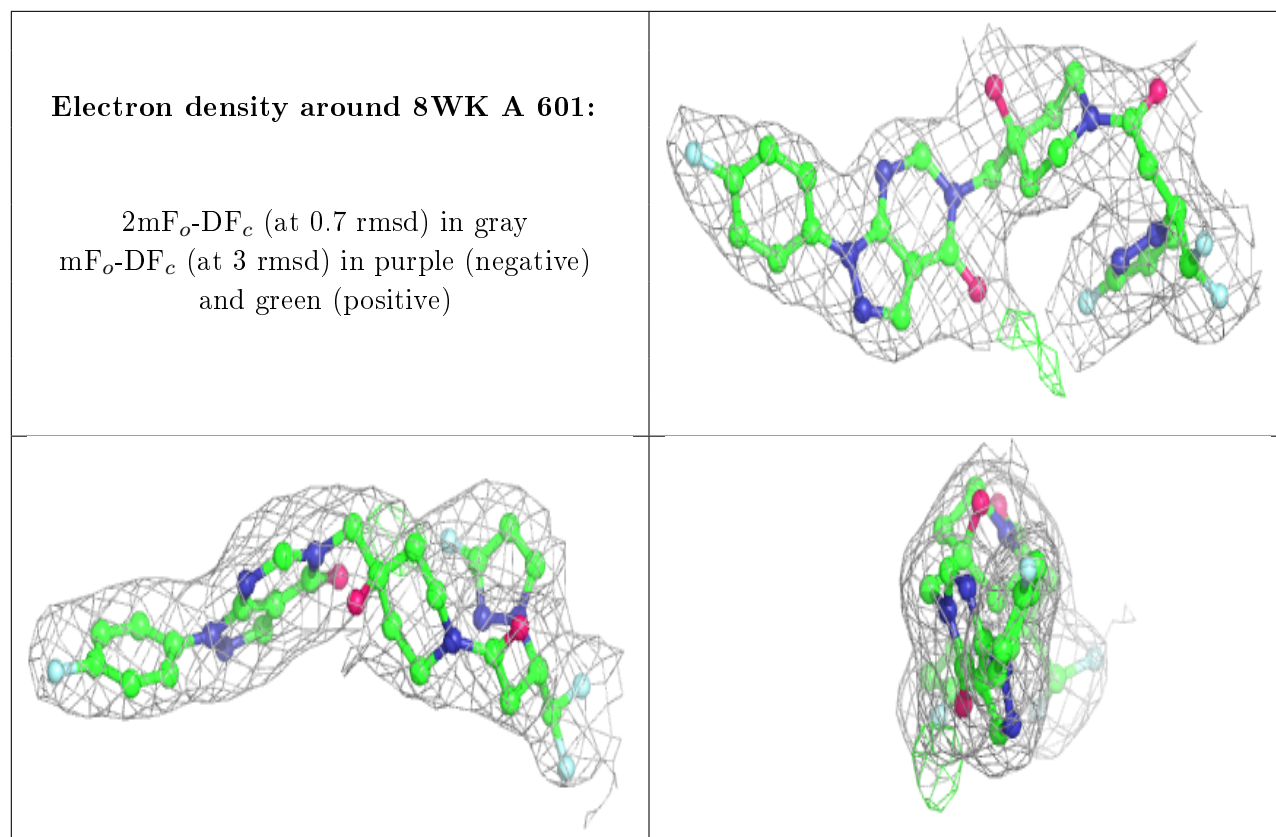 Electron density around 8WK A 601:
2mFₒ-DF𝒸 (at 0.7 rmsd) in gray
mFₒ-DF𝒸 (at 3 rmsd) in purple (negative)
and green (positive)